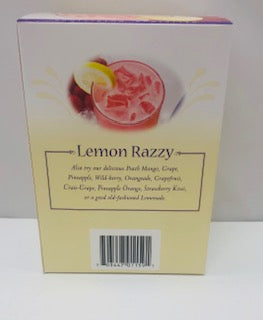 Lemon Razzy
Also try our delicious Peach Mango, Grape,
Pineapple, Wild-berry, Orangeade, Grapefruit,
Cran-Grape, Pineapple Orange, Strawberry Kiwi,
or a good old-fashioned Lemonade.